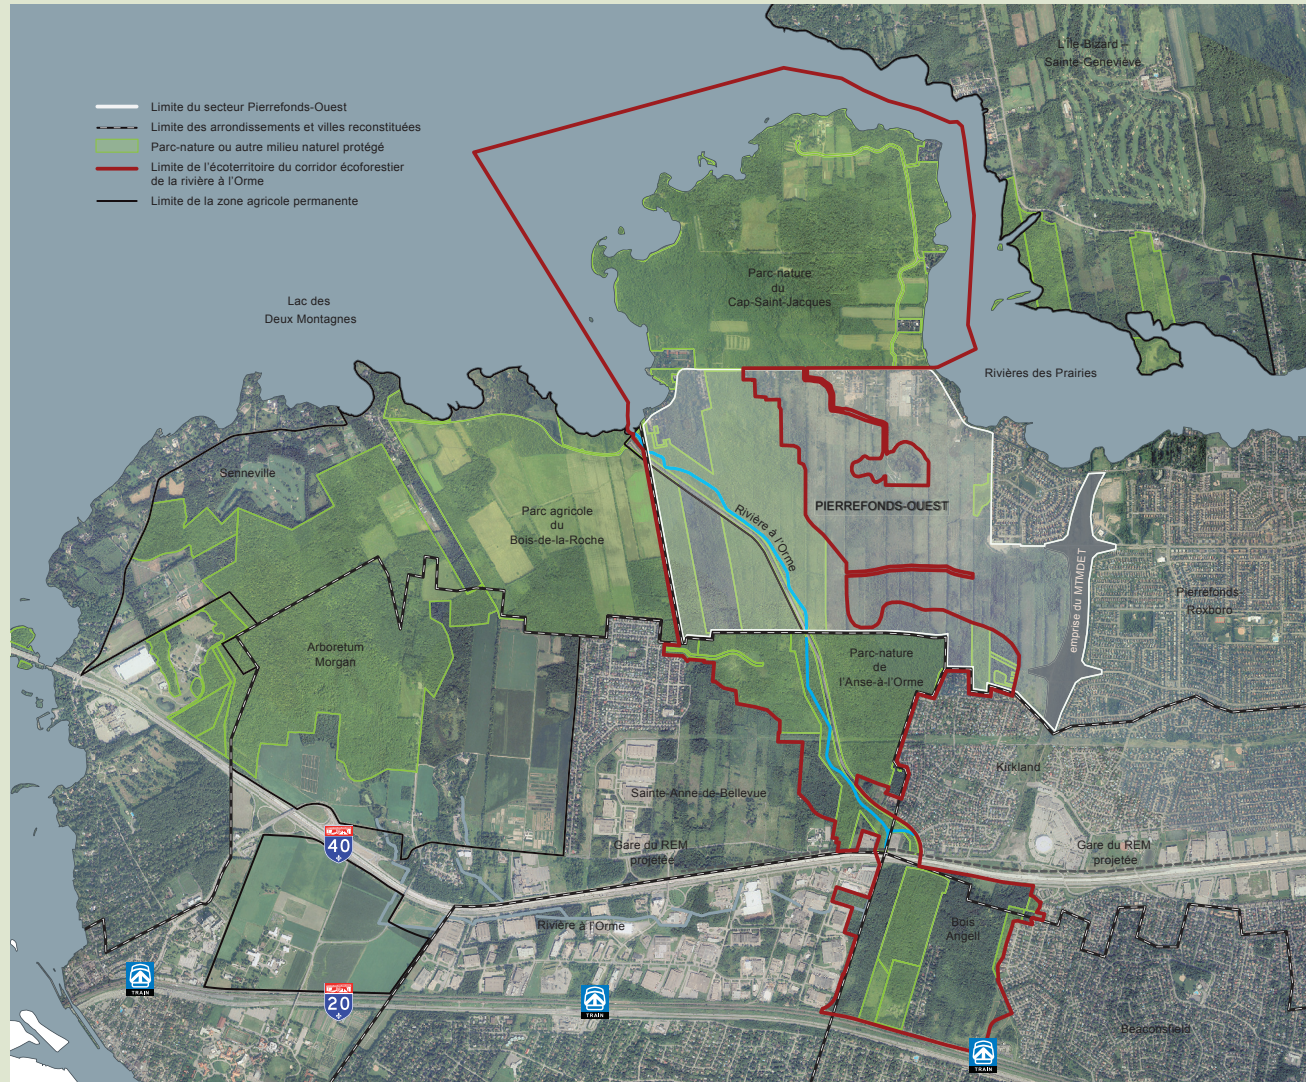 L'Île-Bizard –
Sainte-Geneviève
Limite du secteur Pierrefonds-Ouest
Limite des arrondissements et villes reconstituées
Parc-nature ou autre milieu naturel protégé
Limite de l'écoterritoire du corridor écoforestier
de la rivière à l'Orme
Limite de la zone agricole permanente
Lac des
Deux Montagnes
Parc-nature
du
Cap-Saint-Jacques
Rivières des Prairies
Senneville
Parc agricole
du
Bois-de-la-Roche
Rivière à l'Orme
PIERREFONDS-OUEST
emprise du MTMDET
Pierrefonds-
Roxboro
Arboretum
Morgan
Parc-nature
de
l'Anse-à-l'Orme
Kirkland
Sainte-Anne-de-Bellevue
Gare du REM
projetée
Gare du REM
projetée
40
Rivière à l'Orme
Bois
Angell
20
TRAIN
TRAIN
TRAIN
Beaconsfield